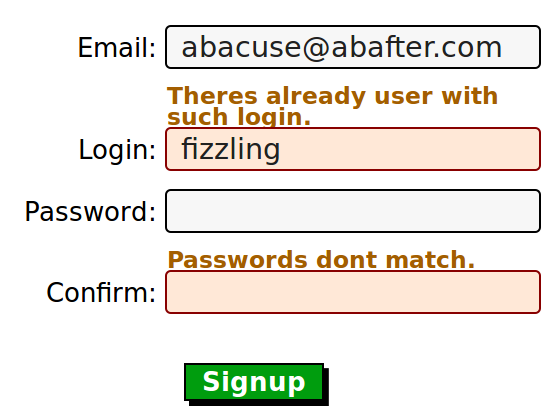 Email: abacuse@abafter.com
Theres already user with
such login.
Login: fizzling
Password:
Passwords dont match.
Confirm:
Signup